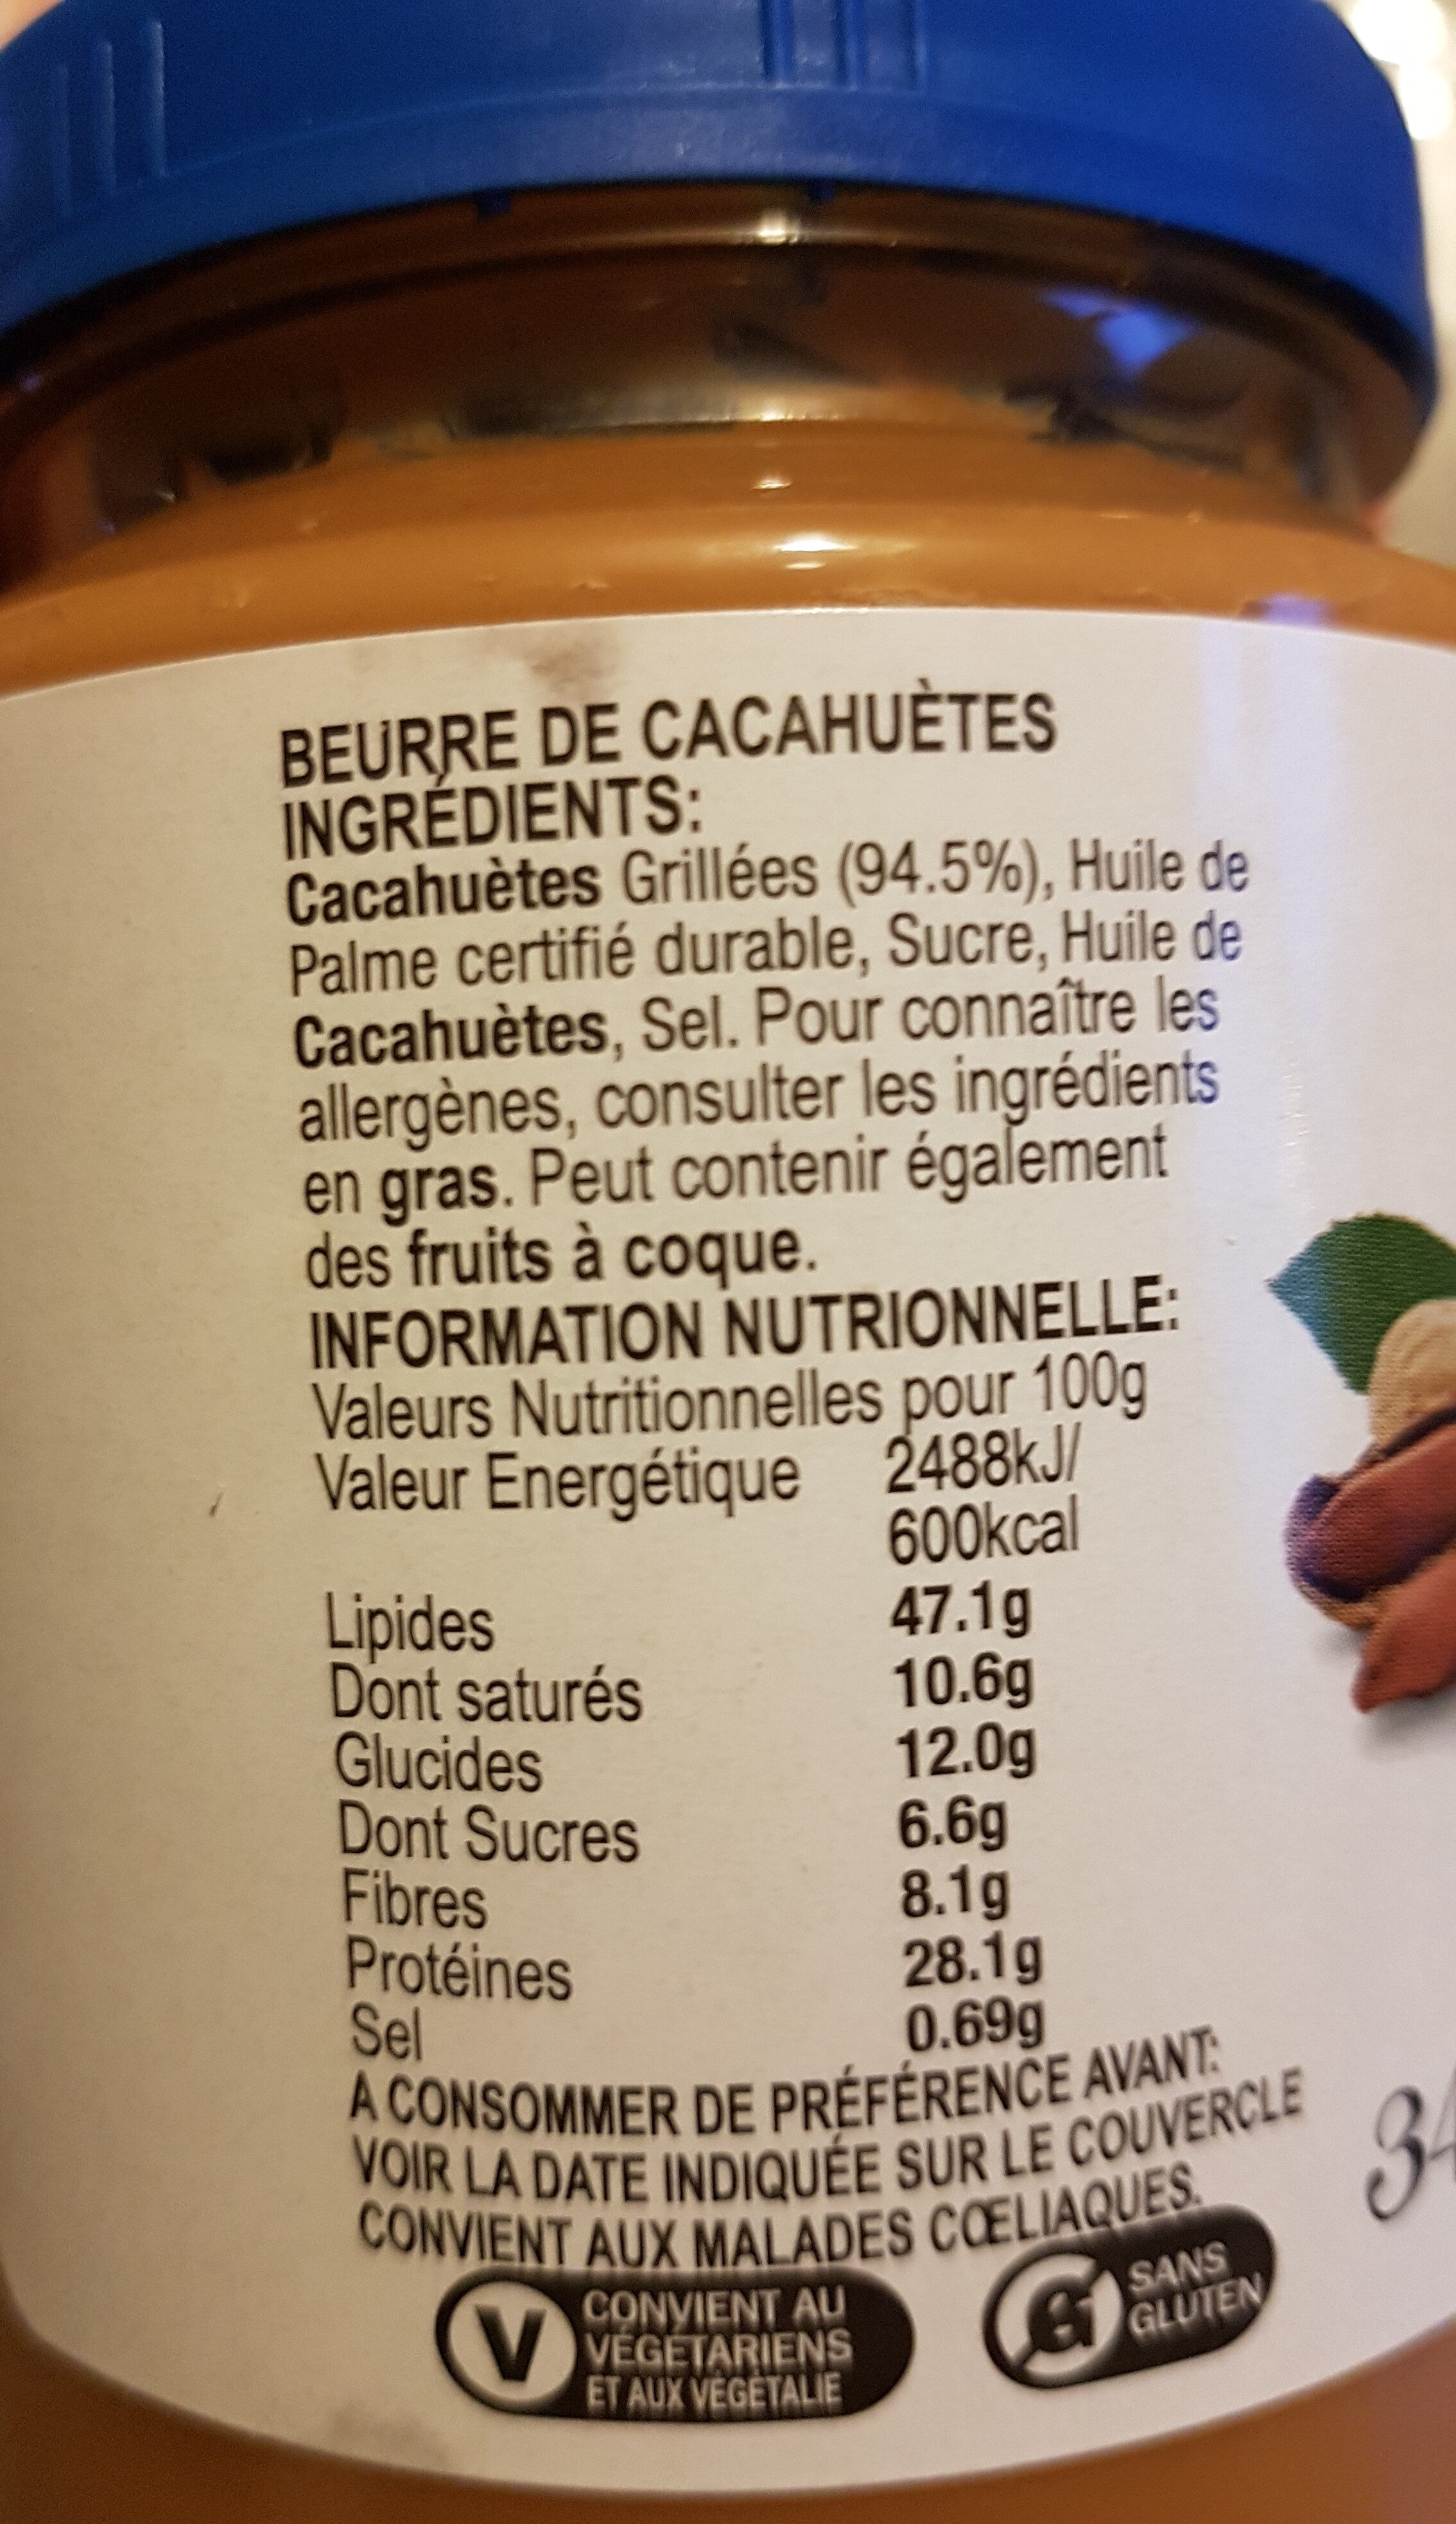 BEURRE DE CACAHUÈTES
INGRÉDIENTS:
Cacahuètes Grillées (94.5%), Huile de
Palme certifié durable, Sucre, Huile de
Cacahuètes, Sel. Pour connaître les
allergènes, consulter les ingrédients
en gras. Peut contenir également
des fruits à coque.
INFORMATION NUTRIONNELLE:
Valeurs Nutritionnelles pour 100g
Valeur Energétique 2488kJ/
600kcal
Lipides 47.1g
Dont saturés 10.6g
Glucides 12.0g
Dont Sucres 6.6g
Fibres 8.1g
Protéines 28.1g
Sel 0.69g
A CONSOMMER DE PRÉFÉRENCE AVANT:
VOIR LA DATE INDIQUÉE SUR LE COUVERCLE
CONVIENT AUX MALADES CŒLIAQUES.
V CONVIENT AU
VÉGÉTARIENS
ET AUX VÉGÉTALIE
SANS
GLUTEN